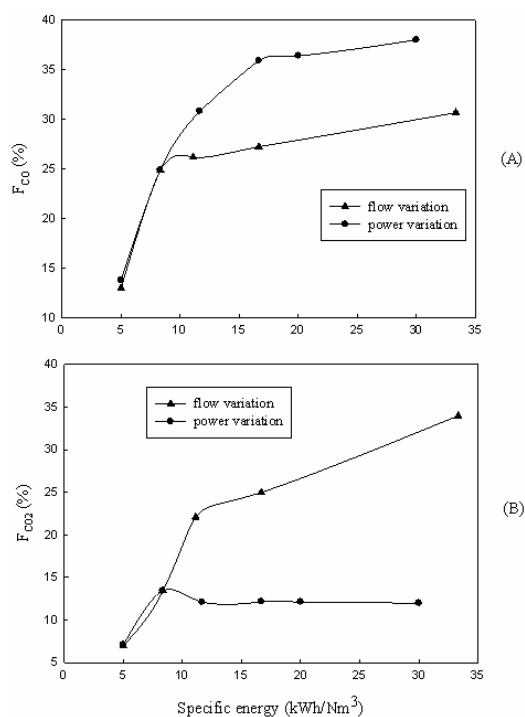 40
35
30
25
20
15
10
F_CO (%)
flow variation
power variation
(A)
0 5 10 15 20 25 30 35
40
35
30
25
20
15
10
5
F_CO2 (%)
flow variation
power variation
(B)
0 5 10 15 20 25 30 35
Specific energy (kWh/Nm³)